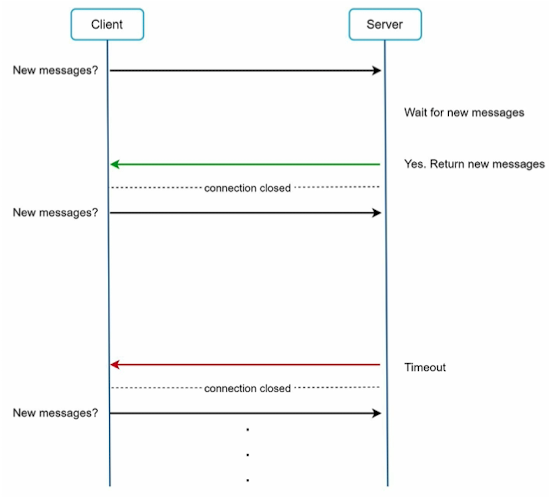 Client
Server
New messages?
Wait for new messages
Yes. Return new messages
connection closed
New messages?
Timeout
connection closed
New messages?